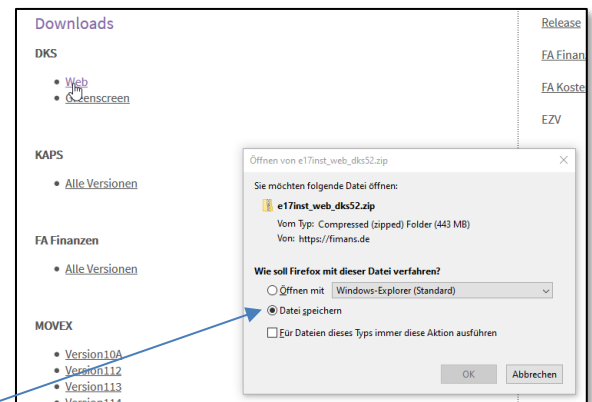 Downloads
DKS
Web
Greenscreen
KAPS
Alle Versionen
FA Finanzen
Alle Versionen
MOVEX
Version10A
Version112
Version113
Release
FA Finan
FA Koste
EZV
Öffnen von e17inst_web_dks52.zip
Sie möchten folgende Datei öffnen:
e17inst_web_dks52.zip
Vom Typ: Compressed (zipped) Folder (443 MB)
Von: https://fimans.de
Wie soll Firefox mit dieser Datei verfahren?
Öffnen mit Windows-Explorer (Standard)
Datei speichern
Für Dateien dieses Typs immer diese Aktion ausführen
OK Abbrechen